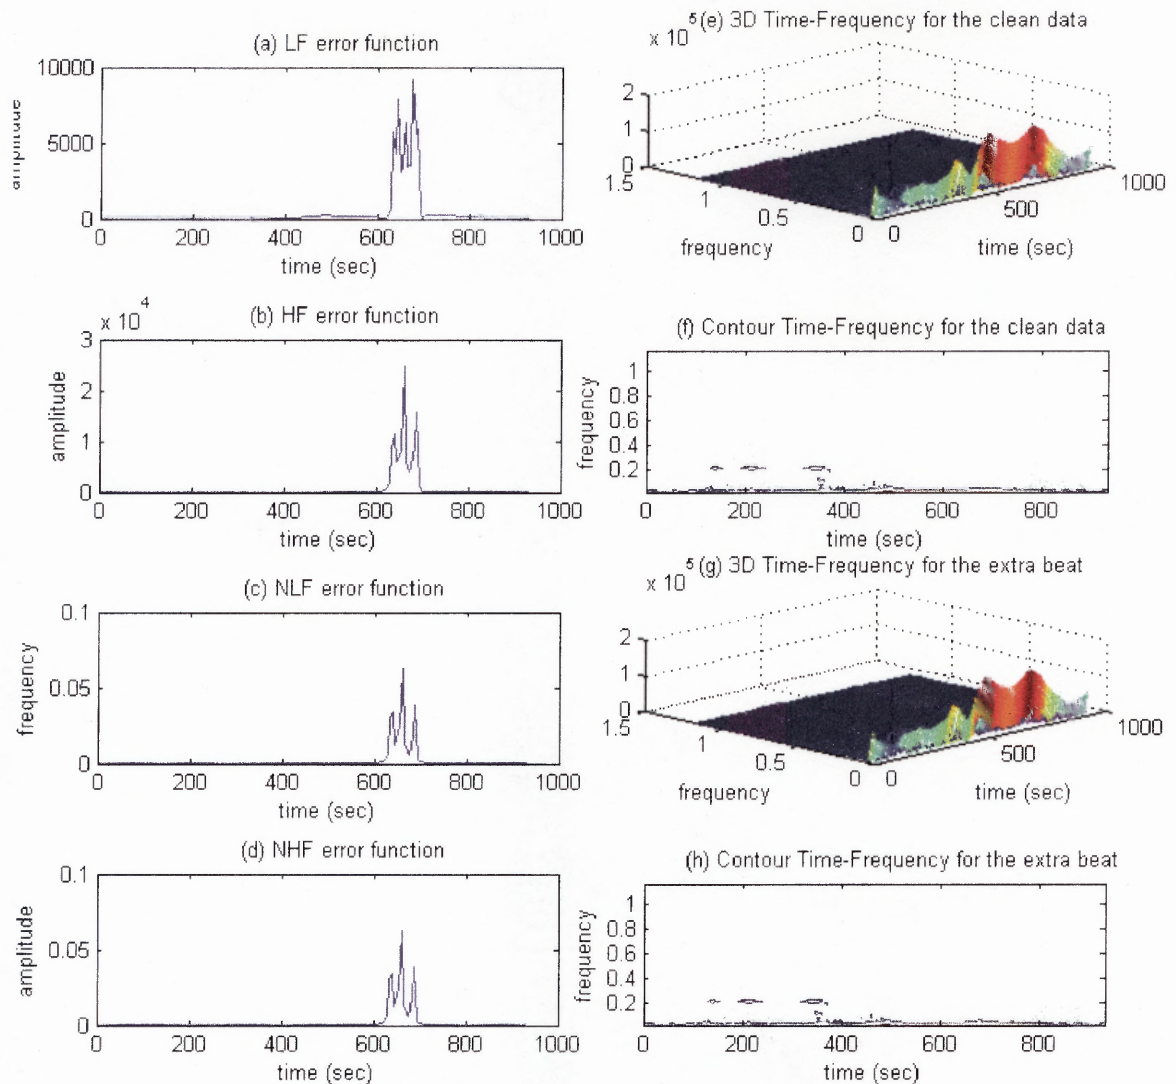 (a) LF error function
10000
5000
0
amplitude
0 200 400 600 800 1000
time (sec)
x 10 5 (e) 3D Time-Frequency for the clean data
2
1
0
1.5 1 0.5 0
0 500 1000
frequency
time (sec)
(b) HF error function
x 10 4
3
2
1
0
amplitude
0 200 400 600 800 1000
time (sec)
(f) Contour Time-Frequency for the clean data
1
0.8
0.6
0.4
0.2
frequency
0 200 400 600 800
time (sec)
(c) NLF error function
0.1
0.05
0
frequency
0 200 400 600 800 1000
time (sec)
x 10 5 (g) 3D Time-Frequency for the extra beat
2
1
0
1.5 1 0.5 0
0 500 1000
frequency
time (sec)
(d) NHF error function
0.1
0.05
0
amplitude
0 200 400 600 800 1000
time (sec)
(h) Contour Time-Frequency for the extra beat
1
0.8
0.6
0.4
0.2
frequency
0 200 400 600 800
time (sec)